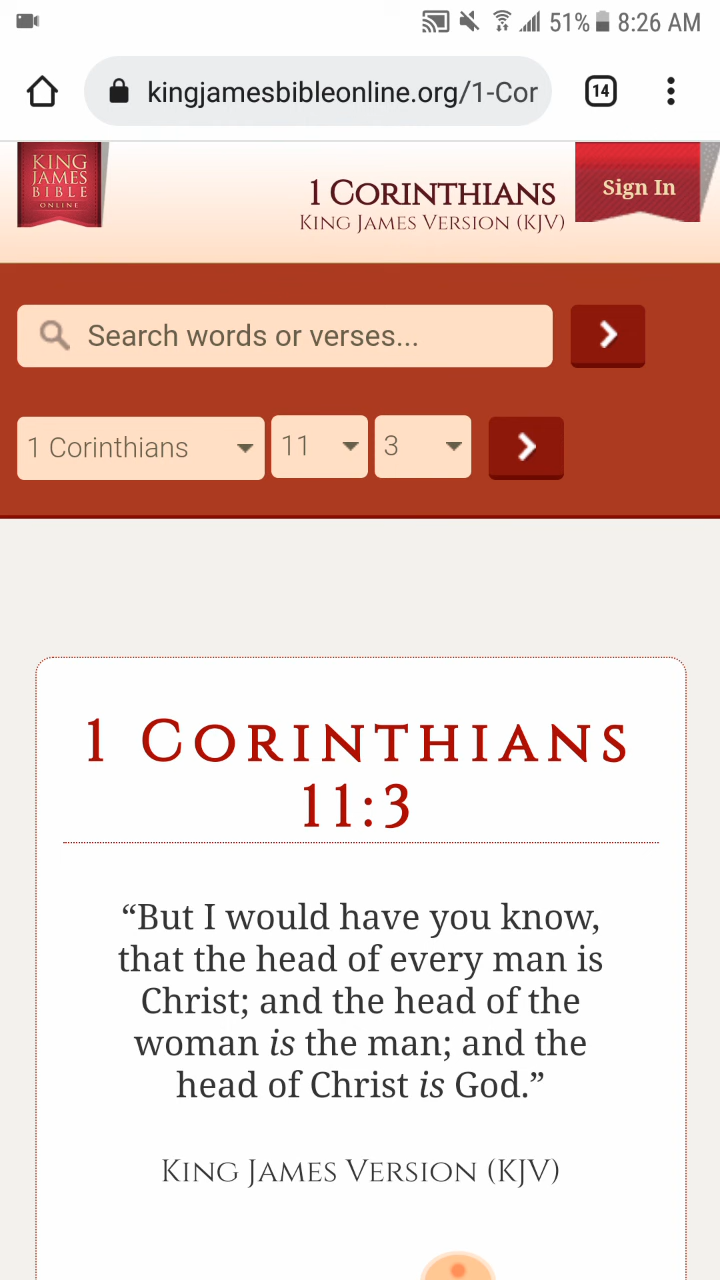 51% 8:26 AM
kingjamesbibleonline.org/1-Cor
14
KING
JAMES
BIBLE
ONLINE
1 CORINTHIANS
KING JAMES VERSION (KJV)
Sign In
Search words or verses...
1 Corinthians 11 3
1 CORINTHIANS
11:3
“But I would have you know,
that the head of every man is
Christ; and the head of the
woman is the man; and the
head of Christ is God.”
KING JAMES VERSION (KJV)